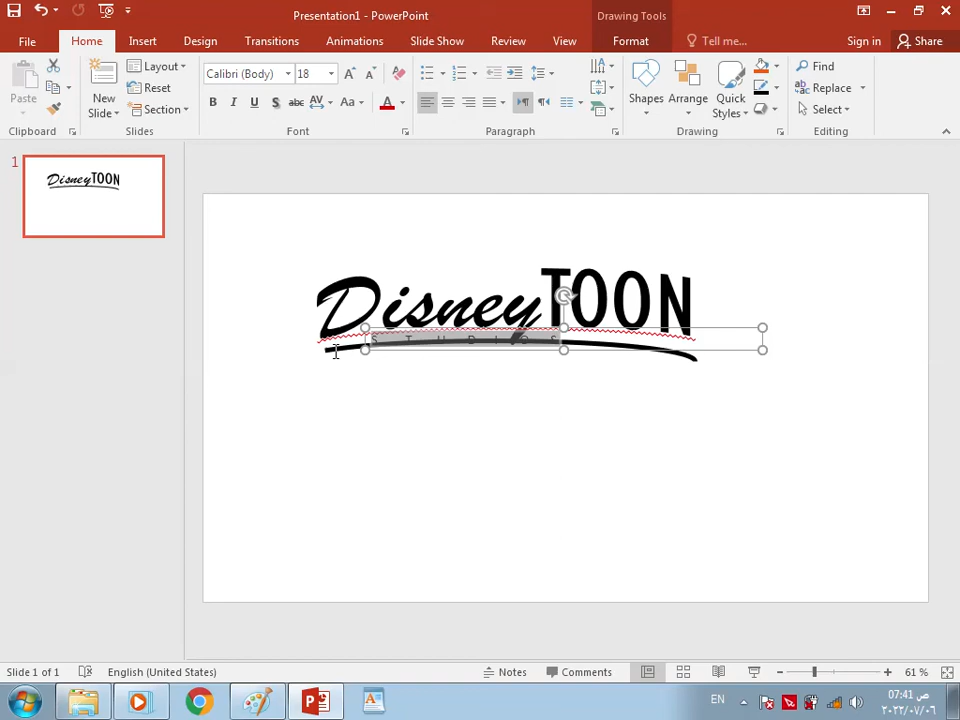 Presentation1 - PowerPoint
Drawing Tools
File
Home
Insert
Design
Transitions
Animations
Slide Show
Review
View
Format
Tell me...
Sign in
Share
Paste
Clipboard
New Slide
Layout
Reset
Section
Slides
Calibri (Body)
18
B I U S abc AV Aa A
Font
Paragraph
Shapes
Arrange
Quick Styles
Drawing
Find
Replace
Select
Editing
1
DisneyTOON
DisneyTOON
S T U D I O S
Slide 1 of 1
English (United States)
Notes
Comments
61 %
EN
07:41 ص
٢٠٢٢/٠٧/٠٦